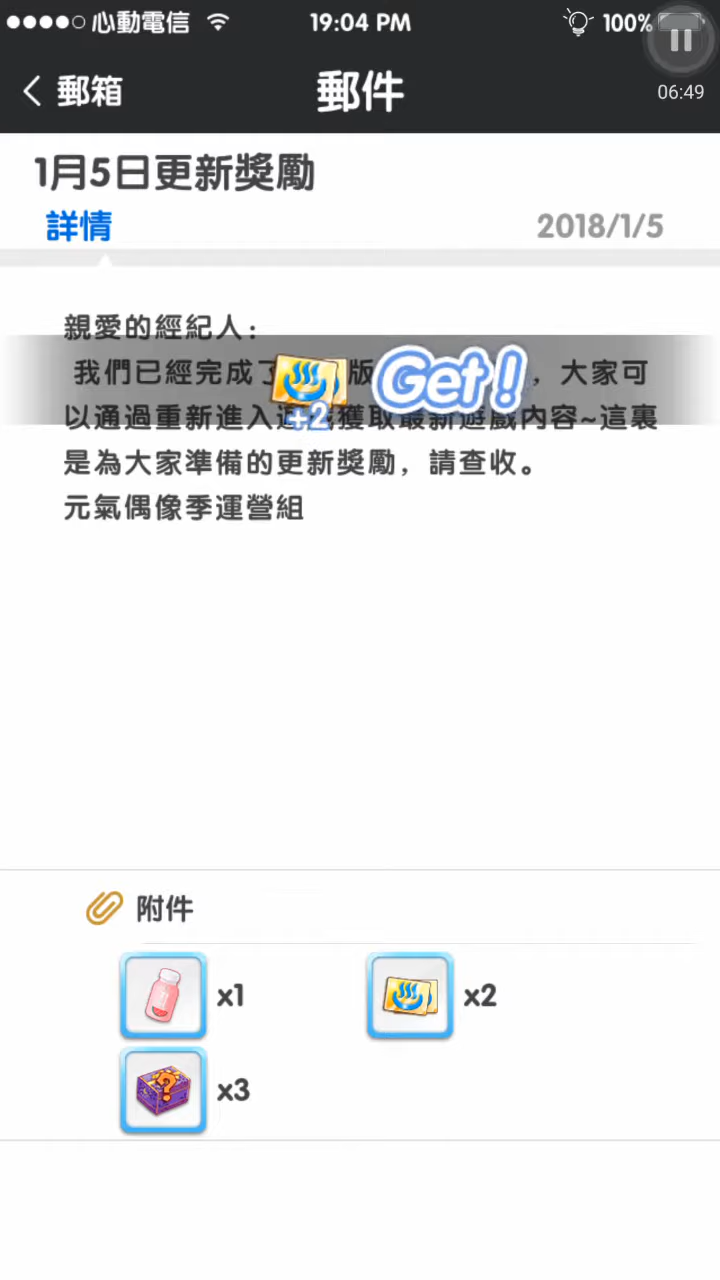 心動電信 19:04 PM 100%
郵箱 郵件 06:49
1月5日更新獎勵
詳情 2018/1/5
親愛的經紀人：
我們已經完成了 版 ，大家可
+2 Get!
以通過重新進入 獲取最新遊戲內容~這裏
是為大家準備的更新獎勵，請查收。
元氣偶像季運營組
附件
x1 x2
x3